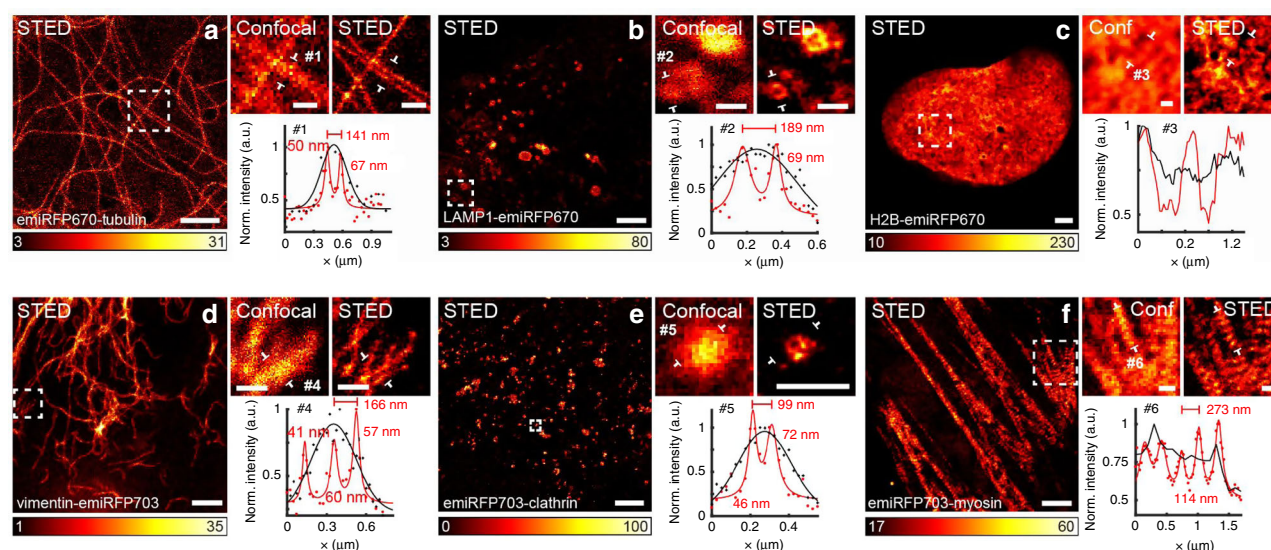 STED
a
emiRFP670-tubulin
3
31
Confocal
#1
STED
#1
141 nm
50 nm
67 nm
Norm. intensity (a.u.)
1
0.5
0
0.3
0.6
0.9
× (μm)
STED
b
LAMP1-emiRFP670
3
80
Confocal
#2
STED
#2
189 nm
69 nm
Norm. intensity (a.u.)
1
0.5
0
0.2
0.4
0.6
× (μm)
STED
c
H2B-emiRFP670
10
230
Conf
#3
STED
#3
Norm. intensity (a.u.)
1
0.5
0
0.2
1.2
× (μm)
STED
d
vimentin-emiRFP703
1
35
Confocal
#4
STED
#4
166 nm
41 nm
57 nm
60 nm
Norm. intensity (a.u.)
1
0.5
0
0.3
0.6
× (μm)
STED
e
emiRFP703-clathrin
0
100
Confocal
#5
STED
#5
99 nm
72 nm
46 nm
Norm. intensity (a.u.)
1
0.5
0
0.2
0.4
× (μm)
STED
f
emiRFP703-myosin
17
60
Conf
#6
STED
#6
273 nm
114 nm
Norm. intensity (a.u.)
1.0
0.8
0.5
0
0.5
1
1.5
× (μm)